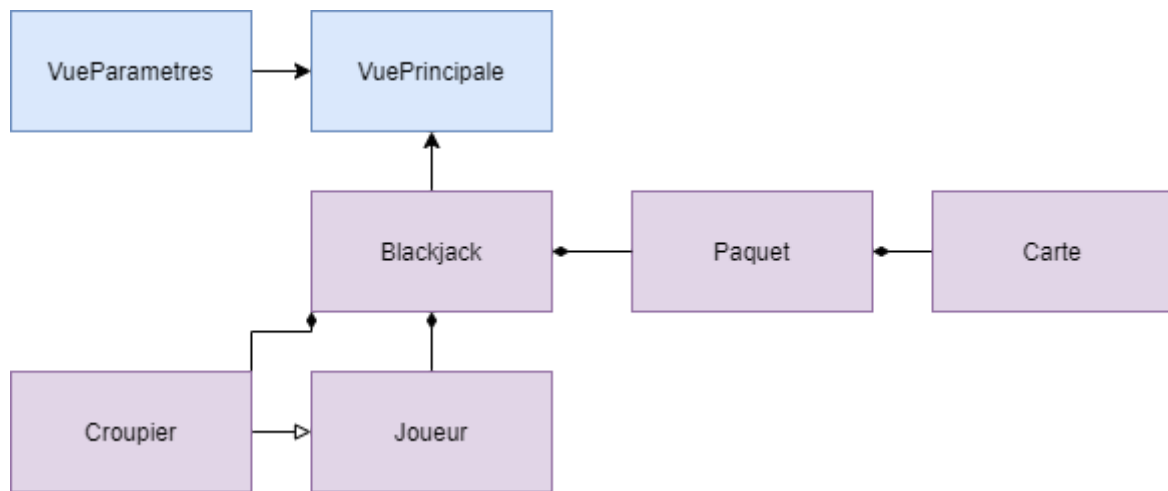 VueParametres
VuePrincipale
Blackjack
Paquet
Carte
Croupier
Joueur